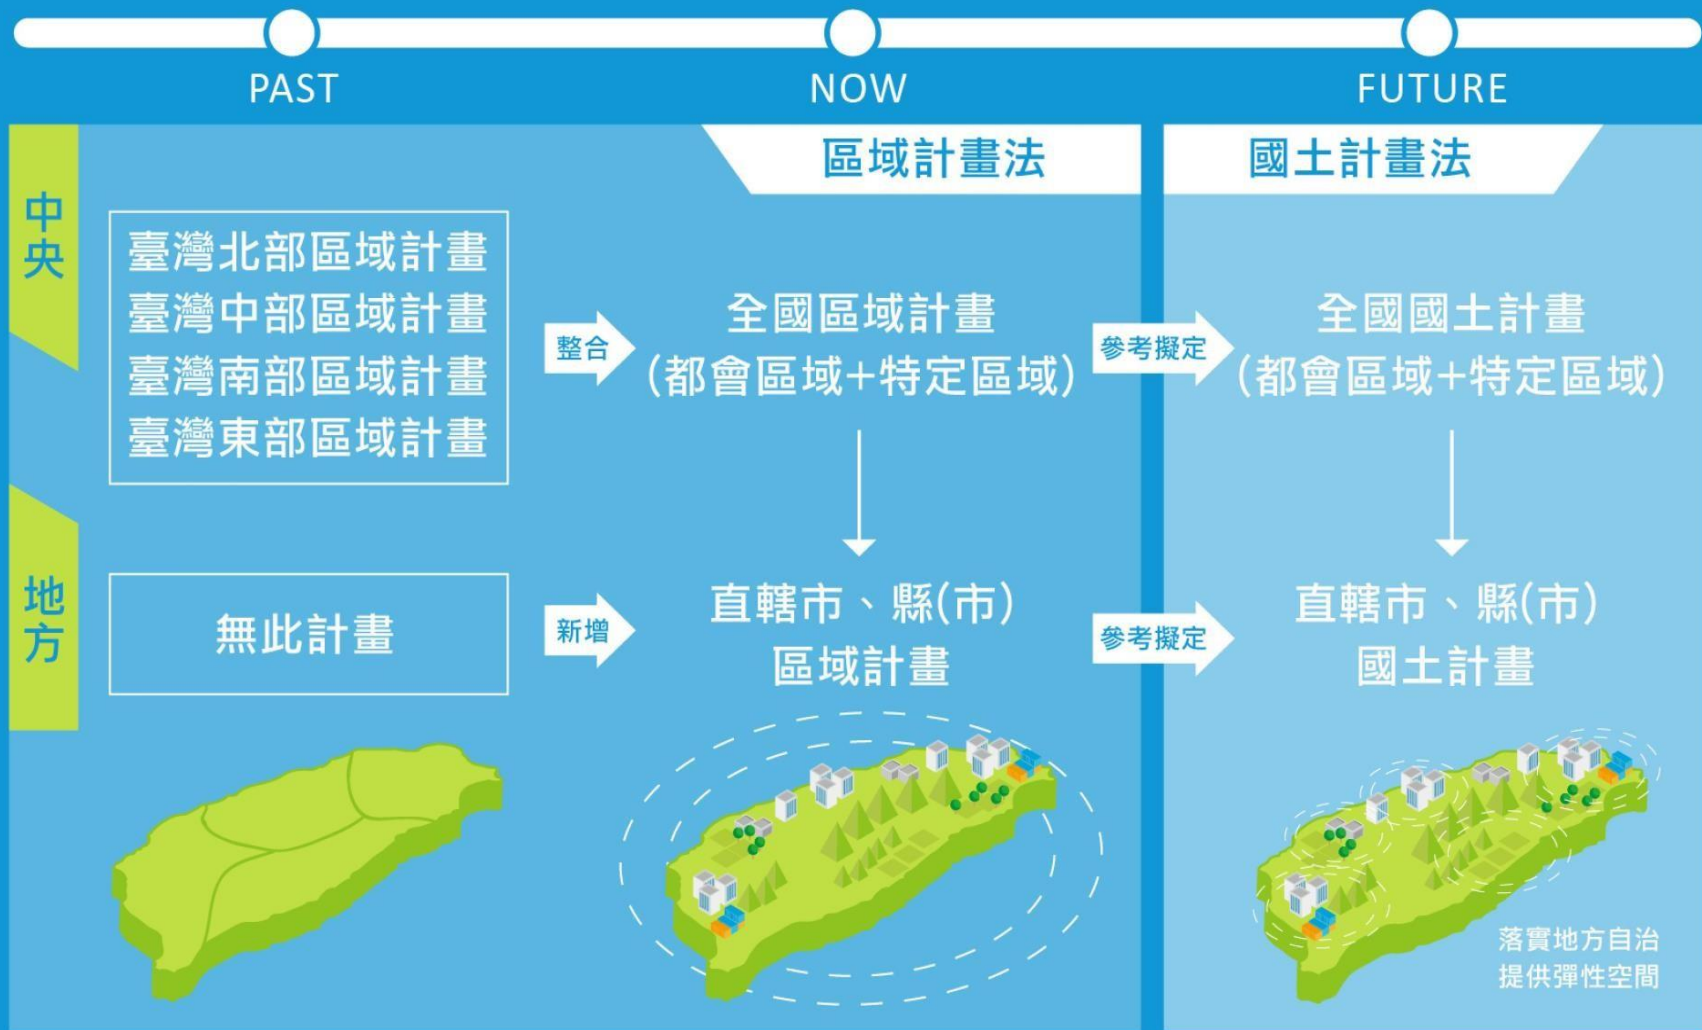 PAST
NOW
FUTURE
區域計畫法
國土計畫法
中央
臺灣北部區域計畫
臺灣中部區域計畫
臺灣南部區域計畫
臺灣東部區域計畫
整合
全國區域計畫
(都會區域+特定區域)
參考擬定
全國國土計畫
(都會區域+特定區域)
地方
無此計畫
新增
直轄市、縣(市)
區域計畫
參考擬定
直轄市、縣(市)
國土計畫
落實地方自治
提供彈性空間